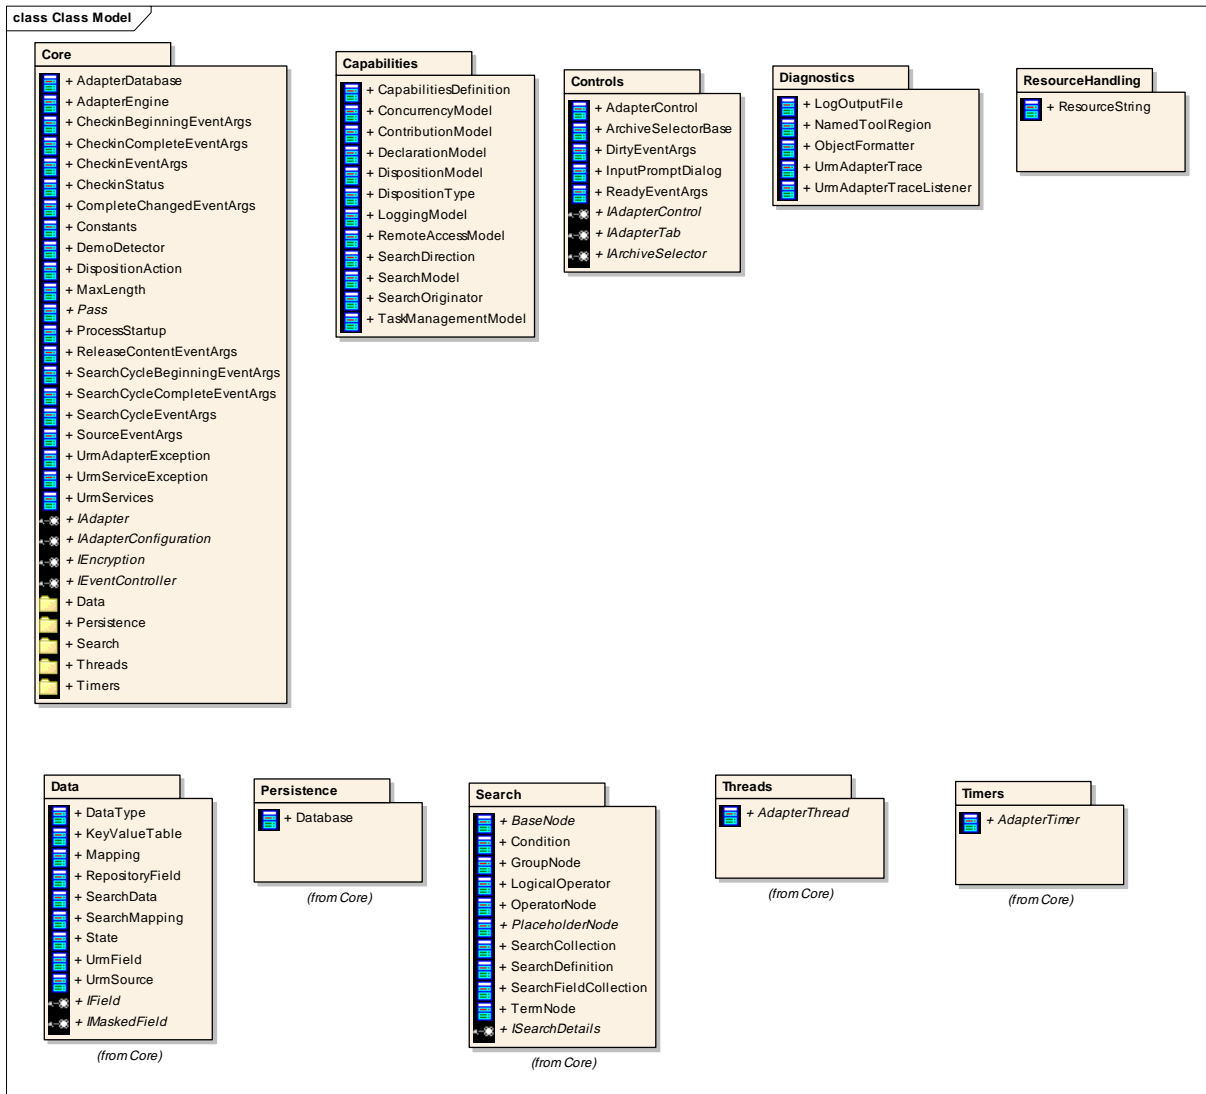 class Class Model
Core
+ AdapterDatabase
+ AdapterEngine
+ CheckinBeginningEventArgs
+ CheckinCompleteEventArgs
+ CheckinEventArgs
+ CheckinStatus
+ CompleteChangedEventArgs
+ Constants
+ DemoDetector
+ DispositionAction
+ MaxLength
+ Pass
+ ProcessStartup
+ ReleaseContentEventArgs
+ SearchCycleBeginningEventArgs
+ SearchCycleCompleteEventArgs
+ SearchCycleEventArgs
+ SourceEventArgs
+ UrmAdapterException
+ UrmServiceException
+ UrmServices
+ IAdapter
+ IAdapterConfiguration
+ IEncryption
+ IEventController
+ Data
+ Persistence
+ Search
+ Threads
+ Timers
Capabilities
+ CapabilitiesDefinition
+ ConcurrencyModel
+ ContributionModel
+ DeclarationModel
+ DispositionModel
+ DispositionType
+ LoggingModel
+ RemoteAccessModel
+ SearchDirection
+ SearchModel
+ SearchOriginator
+ TaskManagementModel
Controls
+ AdapterControl
+ ArchiveSelectorBase
+ DirtyEventArgs
+ InputPromptDialog
+ ReadyEventArgs
+ IAdapterControl
+ IAdapterTab
+ IArchiveSelector
Diagnostics
+ LogOutputFile
+ NamedToolRegion
+ ObjectFormatter
+ UrmAdapterTrace
+ UrmAdapterTraceListener
ResourceHandling
+ ResourceString
Data
+ DataType
+ KeyValueTable
+ Mapping
+ RepositoryField
+ SearchData
+ SearchMapping
+ State
+ UrmField
+ UrmSource
+ IField
+ IMaskedField
(from Core)
Persistence
+ Database
(from Core)
Search
+ BaseNode
+ Condition
+ GroupNode
+ LogicalOperator
+ OperatorNode
+ PlaceholderNode
+ SearchCollection
+ SearchDefinition
+ SearchFieldCollection
+ TermNode
+ ISearchDetails
(from Core)
Threads
+ AdapterThread
(from Core)
Timers
+ AdapterTimer
(from Core)